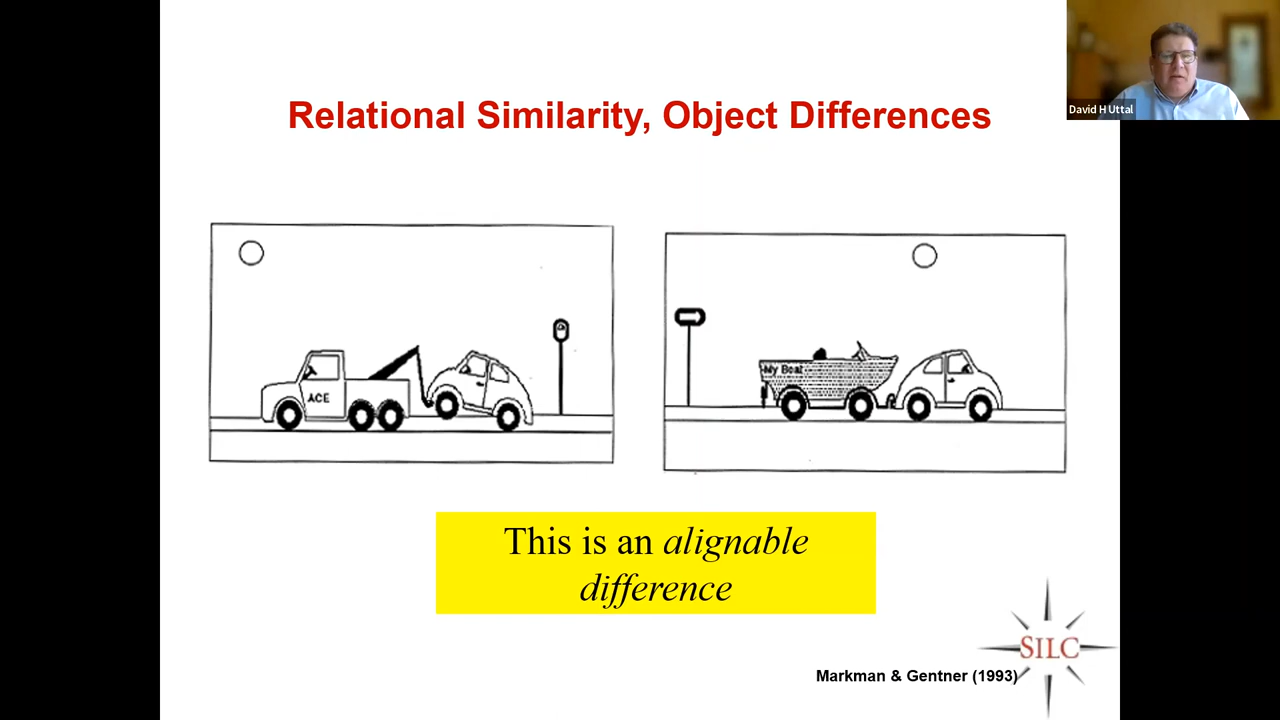 David H Uttal
Relational Similarity, Object Differences
ACE
My Boat
This is an alignable
difference
SILC
Markman & Gentner (1993)